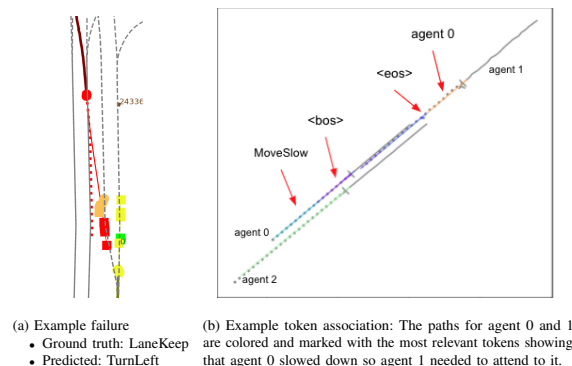 24336
agent 0
agent 1
<eos>
<bos>
MoveSlow
agent 0
agent 2
(a) Example failure
• Ground truth: LaneKeep
• Predicted: TurnLeft
(b) Example token association: The paths for agent 0 and 1
are colored and marked with the most relevant tokens showing
that agent 0 slowed down so agent 1 needed to attend to it.